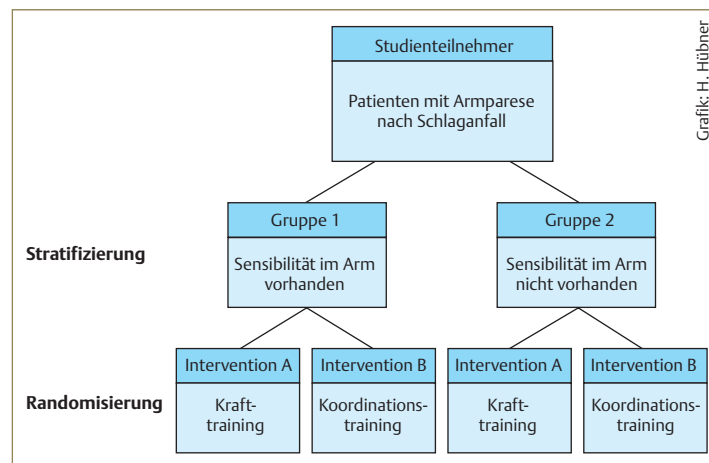 Studienteilnehmer
Patienten mit Armparese
nach Schlaganfall
Grafik: H. Hübner
Stratifizierung
Gruppe 1
Sensibilität im Arm
vorhanden
Gruppe 2
Sensibilität im Arm
nicht vorhanden
Randomisierung
Intervention A
Kraft-
training
Intervention B
Koordinations-
training
Intervention A
Kraft-
training
Intervention B
Koordinations-
training